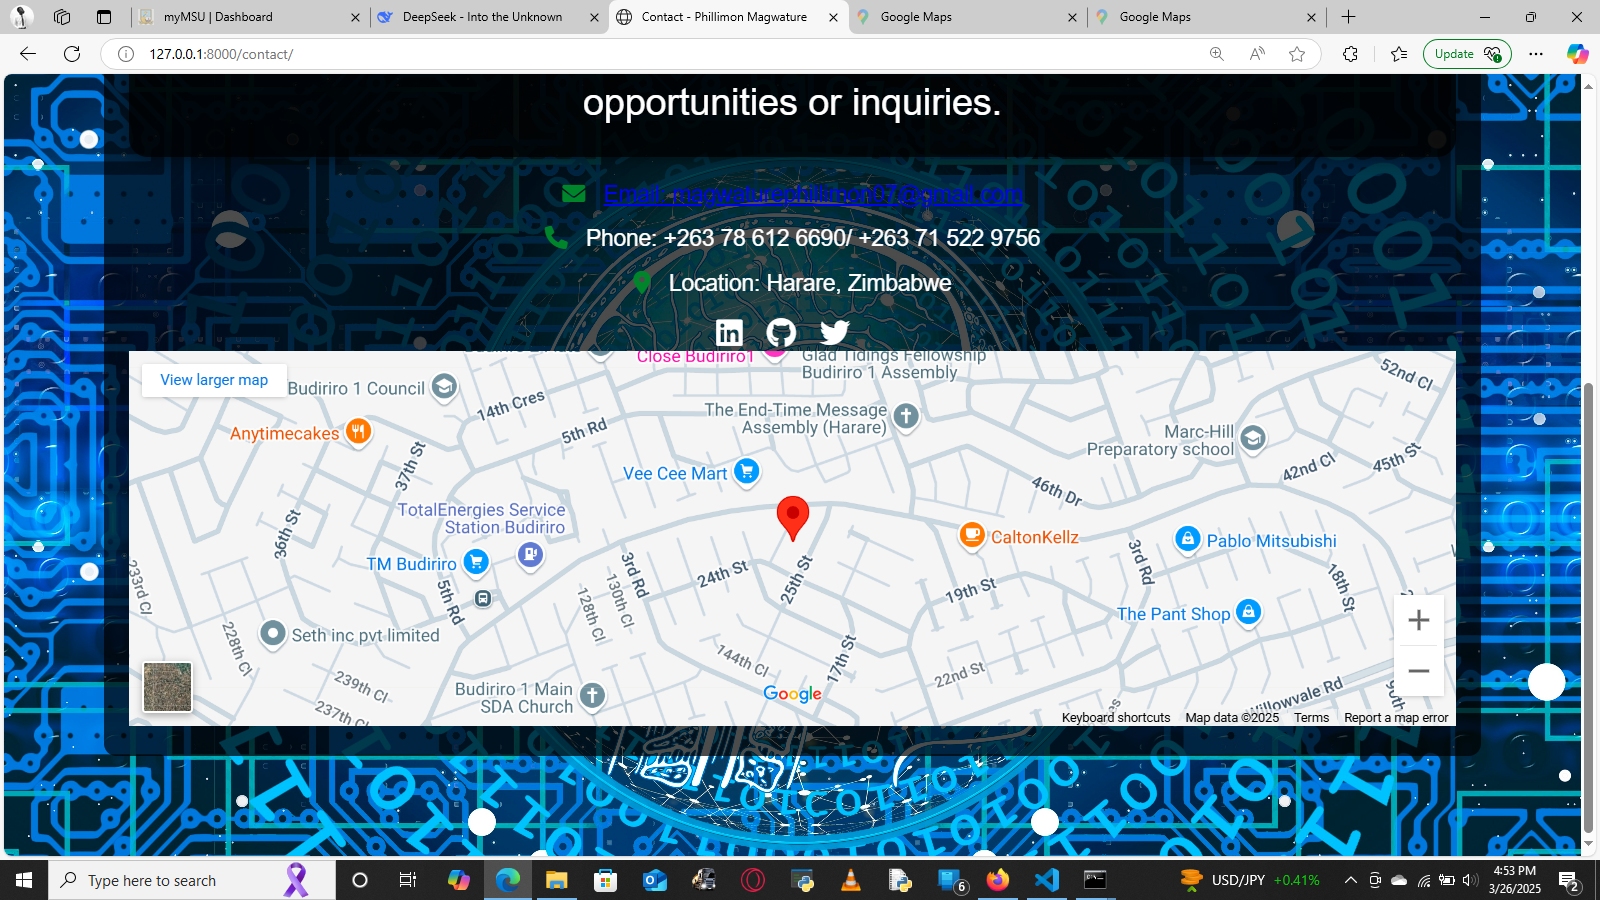 myMSU | Dashboard
DeepSeek - Into the Unknown
Contact - Phillimon Magwature
Google Maps
Google Maps
127.0.0.1:8000/contact/
Update
opportunities or inquiries.
Email: magwaturephillimon07@gmail.com
Phone: +263 78 612 6690/ +263 71 522 9756
Location: Harare, Zimbabwe
View larger map
Close Budiriro1
Glad Tidings Fellowship
Budiriro 1 Assembly
Budiriro 1 Council
14th Cres
5th Rd
52nd Cl
Anytimecakes
The End-Time Message
Assembly (Harare)
Marc-Hill
Preparatory school
37th St
42nd Cl
45th St
Vee Cee Mart
46th Dr
TotalEnergies Service
Station Budiriro
36th St
CaltonKellz
Pablo Mitsubishi
TM Budiriro
3rd Rd
24th St
25th St
3rd Rd
18th St
233rd Cl
5th Rd
128th Cl
130th Cl
19th St
The Pant Shop
Seth inc pvt limited
228th Cl
144th Cl
17th St
22nd St
239th Cl
237th Cl
Budiriro 1 Main
SDA Church
Google
Willowvale Rd
Keyboard shortcuts
Map data ©2025
Terms
Report a map error
Type here to search
6
USD/JPY +0.41%
4:53 PM
3/26/2025
2